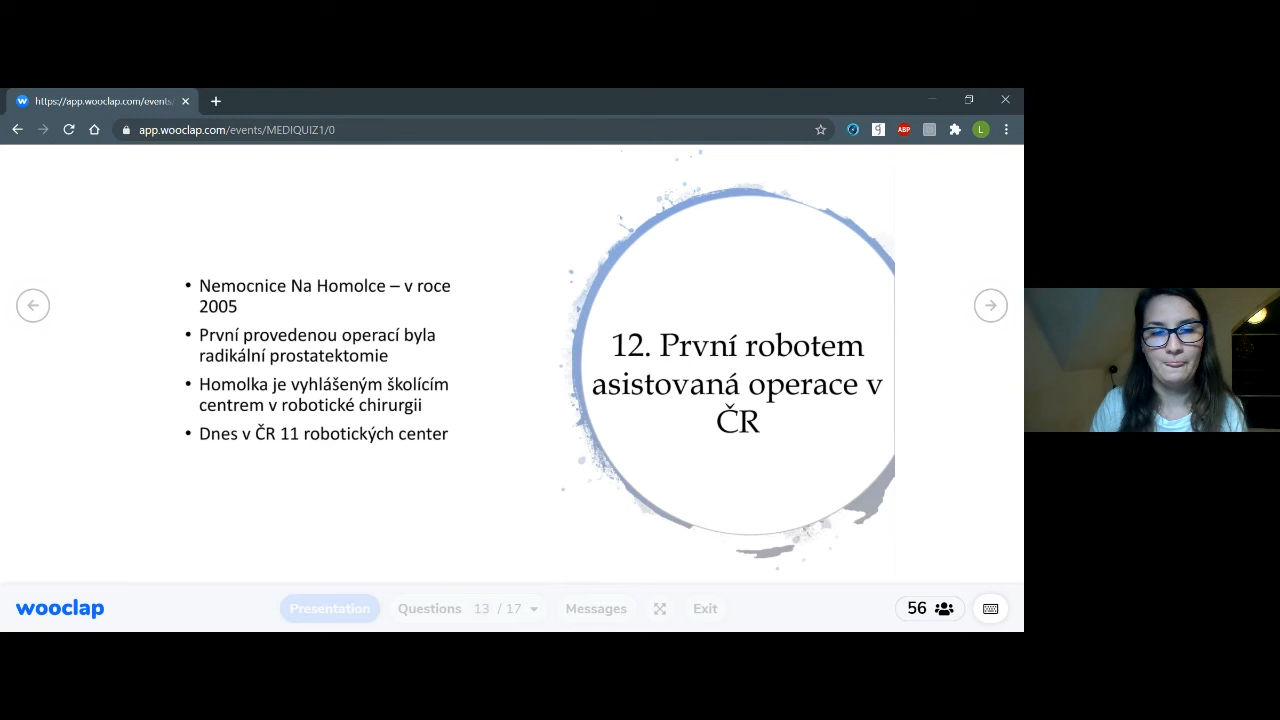 https://app.wooclap.com/events/
app.wooclap.com/events/MEDIQUIZ1/0
ABP
L
• Nemocnice Na Homolce – v roce
2005
• První provedenou operací byla
radikální prostatektomie
• Homolka je vyhlášeným školícím
centrem v robotické chirurgii
• Dnes v ČR 11 robotických center
12. První robotem
asistovaná operace v
ČR
wooclap
Presentation
Questions 13 / 17
Messages
Exit
56